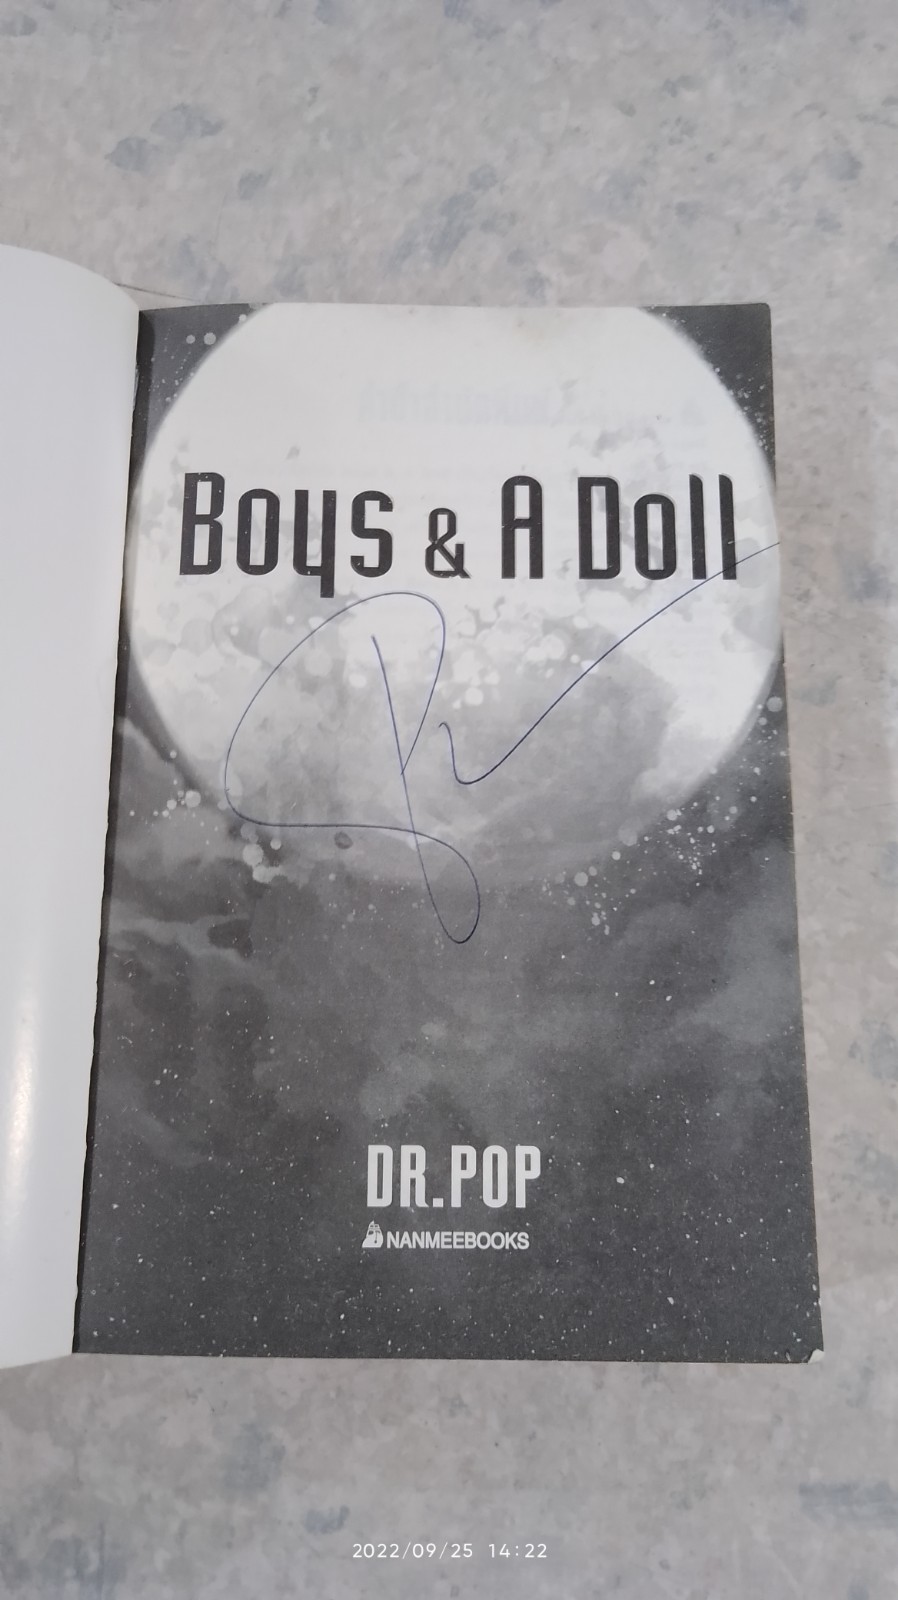 Boys & A Doll
DR.POP
NANMEEBOOKS
2022/09/25 14:22